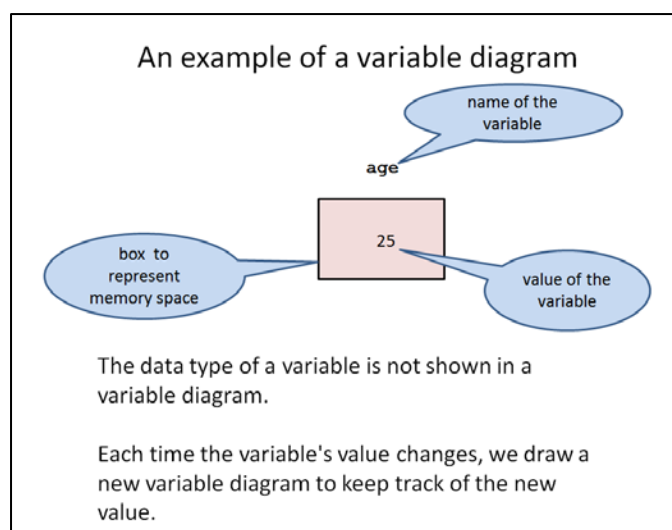 An example of a variable diagram
name of the
variable
age
25
box to
represent
memory space
value of the
variable
The data type of a variable is not shown in a
variable diagram.
Each time the variable's value changes, we draw a
new variable diagram to keep track of the new
value.